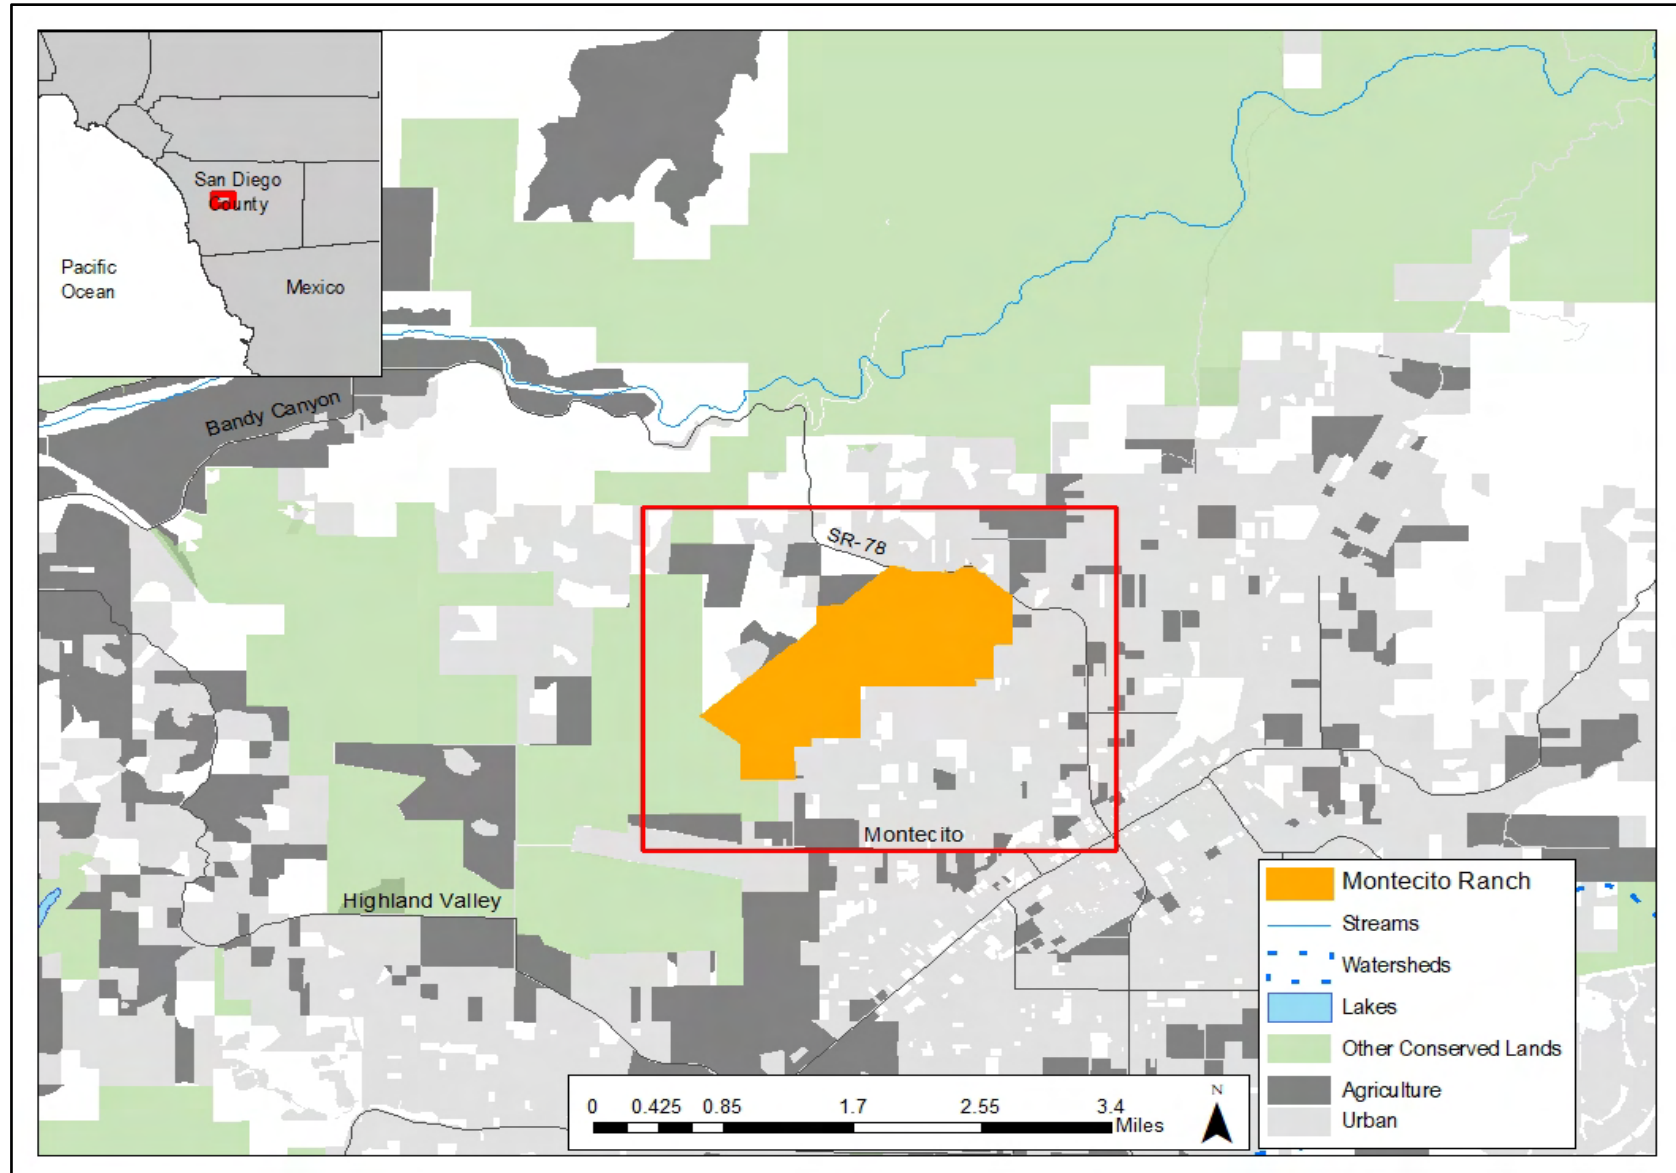 San Diego
County
Pacific
Ocean
Mexico
Bandy Canyon
SR-78
Montecito
Highland Valley
Montecito Ranch
Streams
Watersheds
Lakes
Other Conserved Lands
Agriculture
Urban
N
0 0.425 0.85 1.7 2.55 3.4
Miles